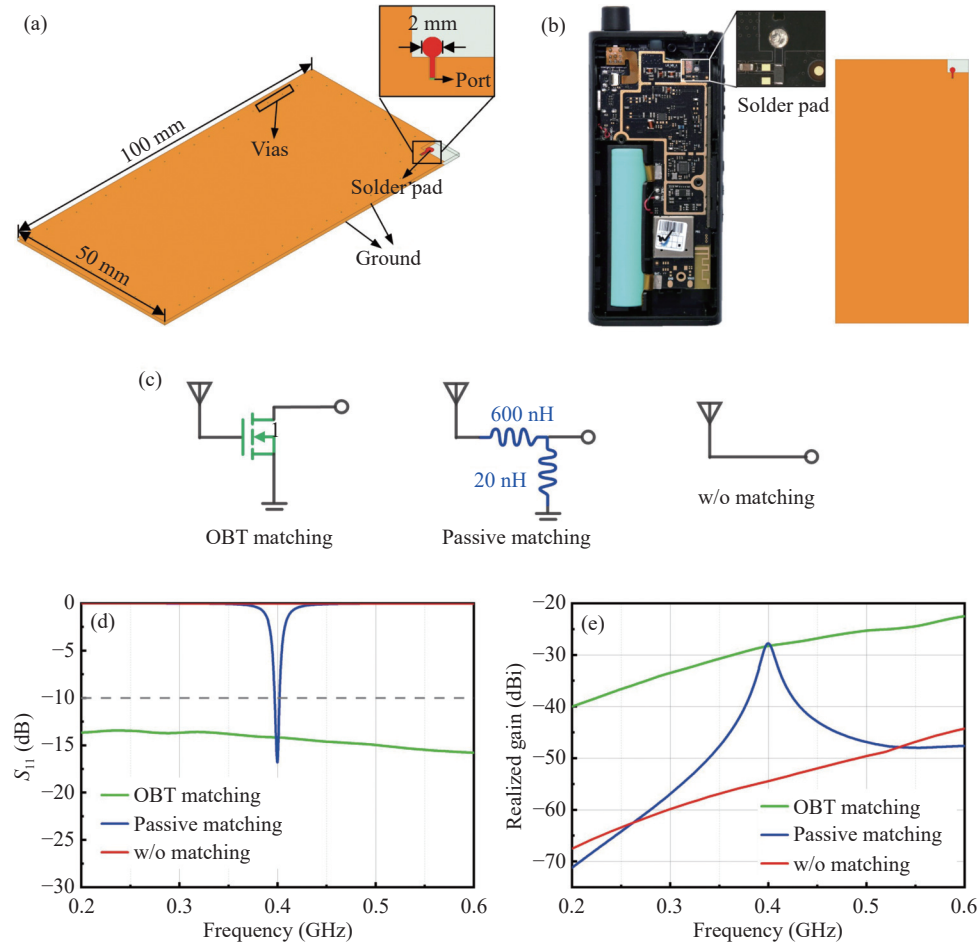 (a)
2 mm
Port
100 mm
Vias
Solder pad
Ground
50 mm
(b)
Solder pad
(c)
1
OBT matching
600 nH
20 nH
Passive matching
w/o matching
(d)
0
−5
−10
−15
−20
−25
−30
S₁₁ (dB)
OBT matching
Passive matching
w/o matching
0.2 0.3 0.4 0.5 0.6
Frequency (GHz)
(e)
−20
−30
−40
−50
−60
−70
Realized gain (dBi)
OBT matching
Passive matching
w/o matching
0.2 0.3 0.4 0.5 0.6
Frequency (GHz)